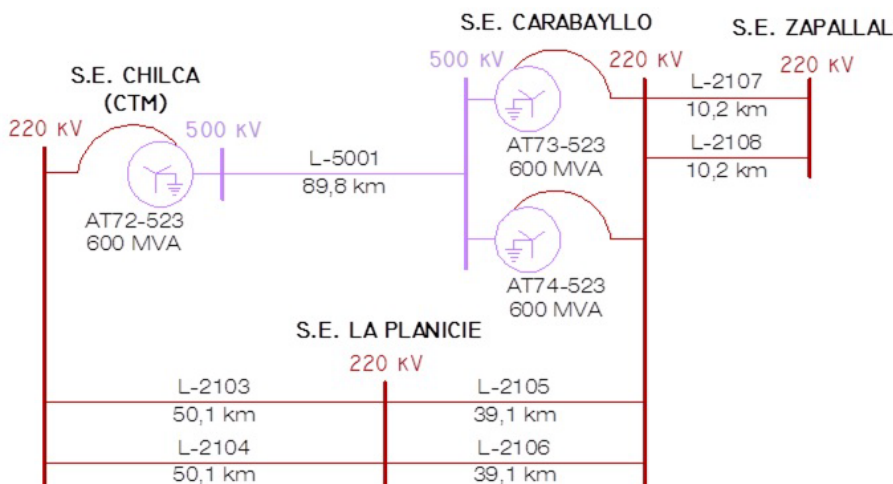 S.E. CARABAYLLO
S.E. ZAPALLAL
S.E. CHILCA
(CTM)
500 KV
220 KV
220 KV
L-2107
10,2 km
L-2108
10,2 km
220 KV
500 KV
L-5001
89,8 km
AT73-523
600 MVA
AT72-523
600 MVA
AT74-523
600 MVA
S.E. LA PLANICIE
220 KV
L-2103
50,1 km
L-2105
39,1 km
L-2104
50,1 km
L-2106
39,1 km